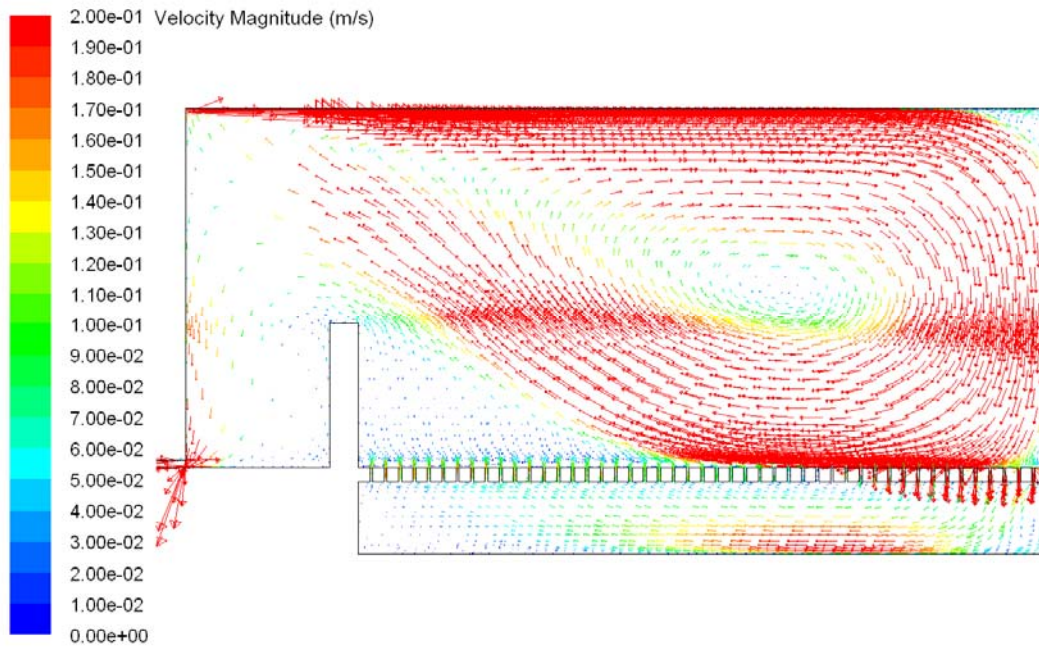 2.00e-01 Velocity Magnitude (m/s)
1.90e-01
1.80e-01
1.70e-01
1.60e-01
1.50e-01
1.40e-01
1.30e-01
1.20e-01
1.10e-01
1.00e-01
9.00e-02
8.00e-02
7.00e-02
6.00e-02
5.00e-02
4.00e-02
3.00e-02
2.00e-02
1.00e-02
0.00e+00